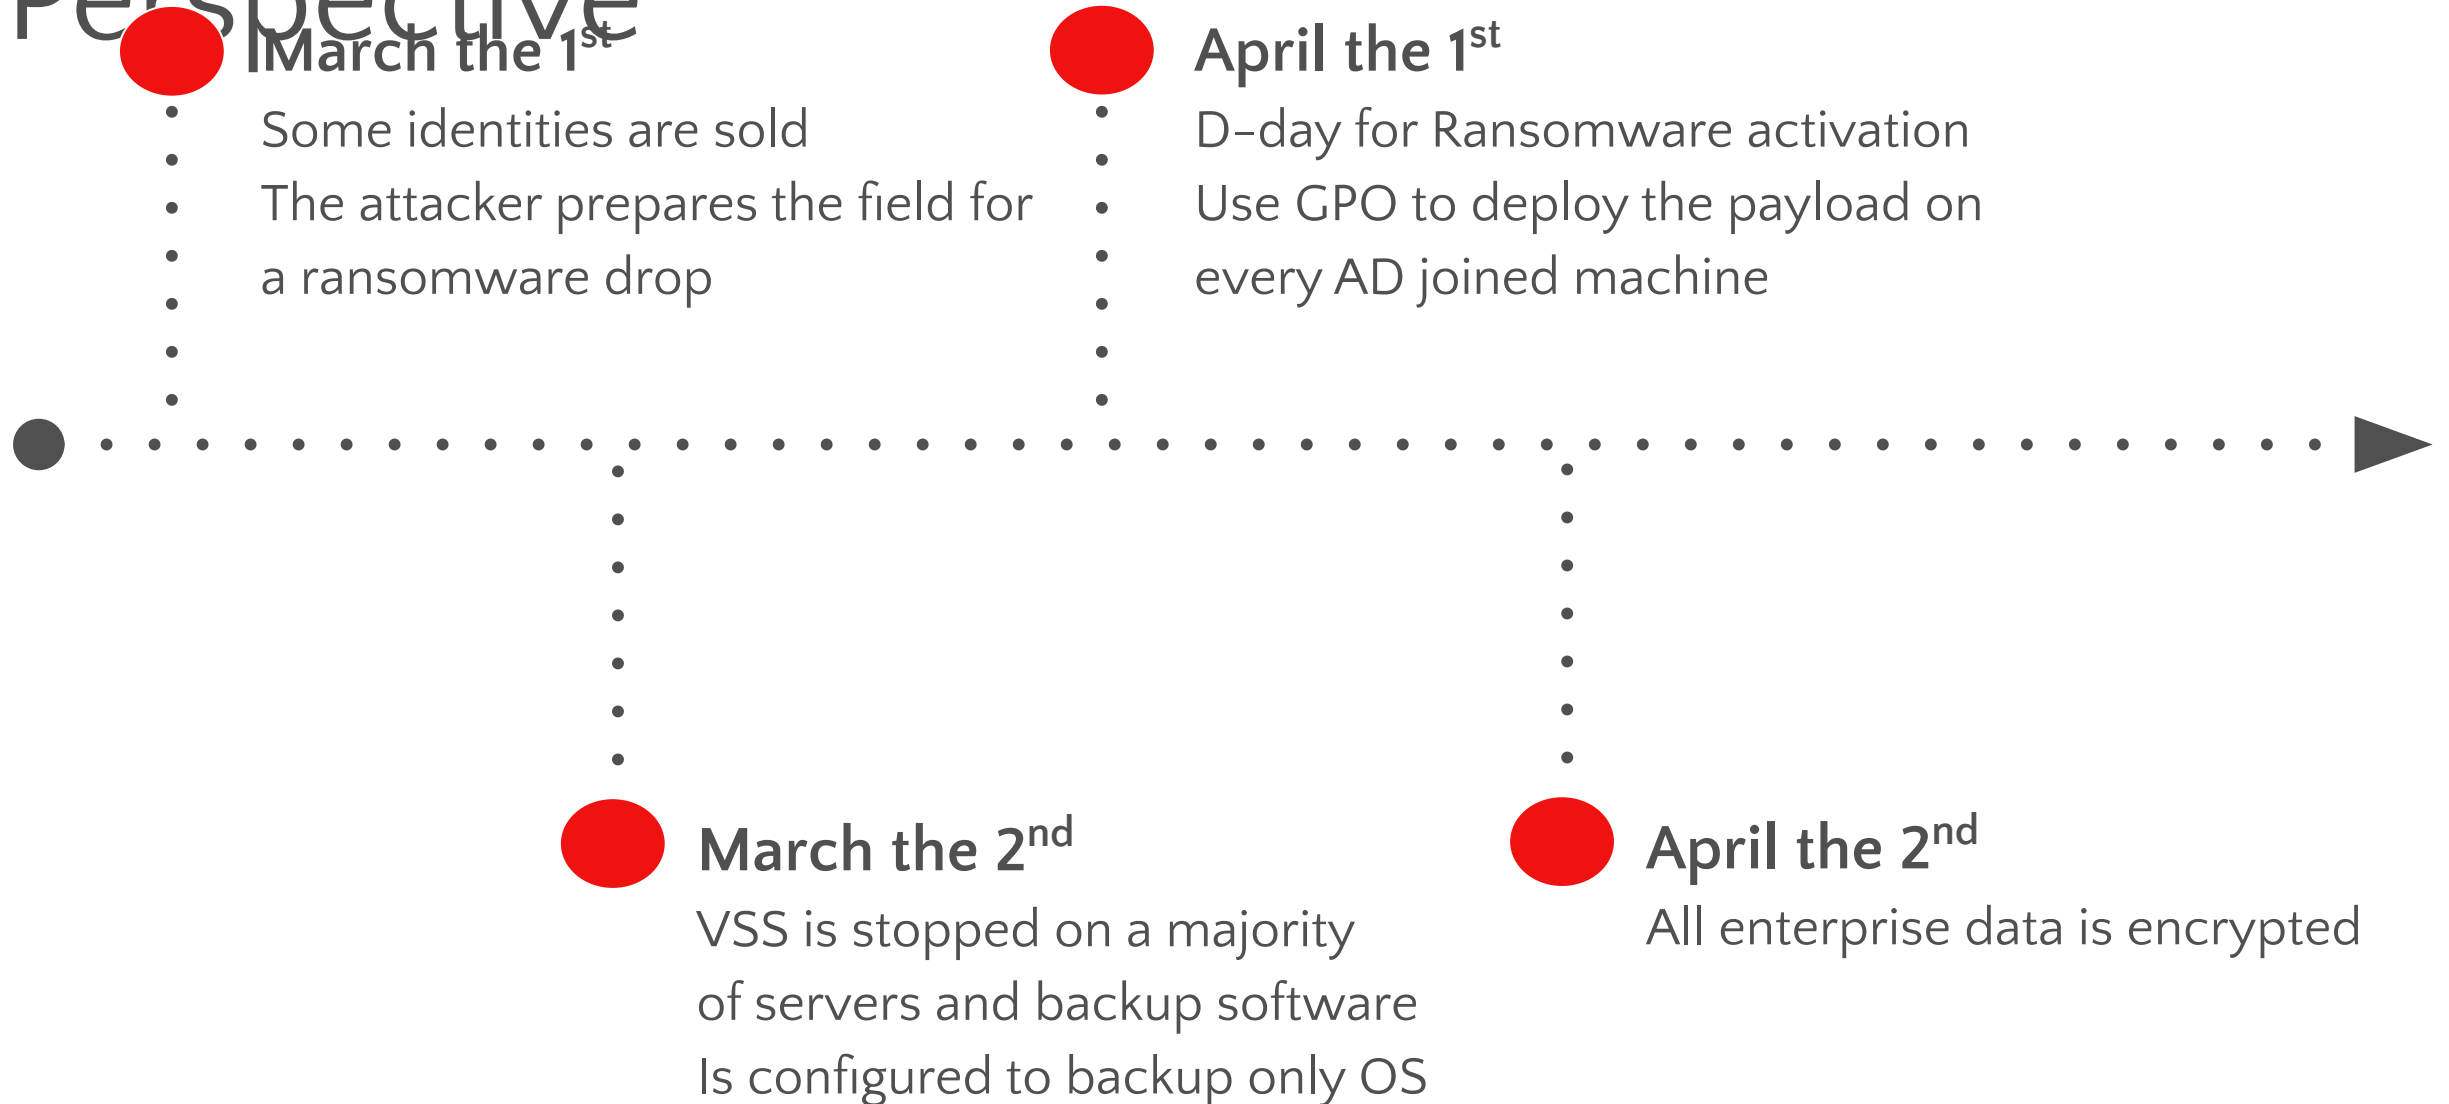 Perspective
March the 1st
Some identities are sold
The attacker prepares the field for
a ransomware drop
April the 1st
D-day for Ransomware activation
Use GPO to deploy the payload on
every AD joined machine
March the 2nd
VSS is stopped on a majority
of servers and backup software
Is configured to backup only OS
April the 2nd
All enterprise data is encrypted